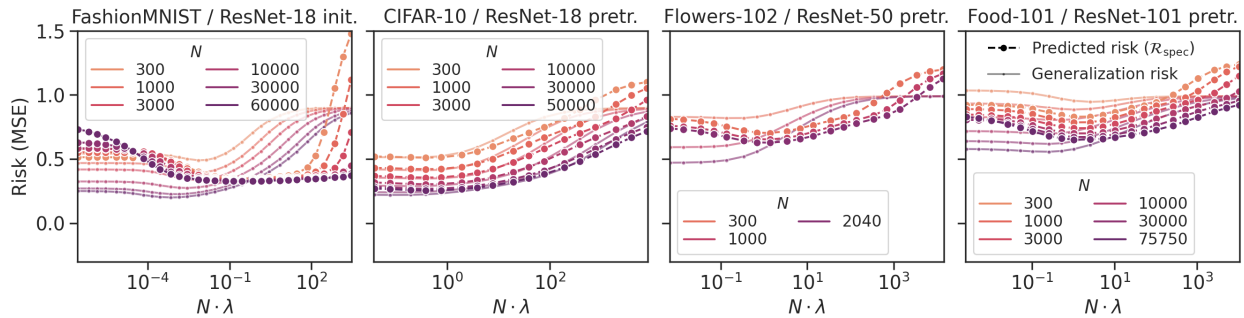 FashionMNIST / ResNet-18 init.
CIFAR-10 / ResNet-18 pretr.
Flowers-102 / ResNet-50 pretr.
Food-101 / ResNet-101 pretr.
Risk (MSE)
1.5
1.0
0.5
0.0
N
300
1000
3000
10000
30000
60000
10⁻⁴
10⁻¹
10²
N · λ
N
300
1000
3000
10000
30000
50000
10⁰
10²
N · λ
N
300
1000
2040
10⁻¹
10¹
10³
N · λ
Predicted risk (ℛspec)
Generalization risk
N
300
1000
3000
10000
30000
75750
10⁻¹
10¹
10³
N · λ